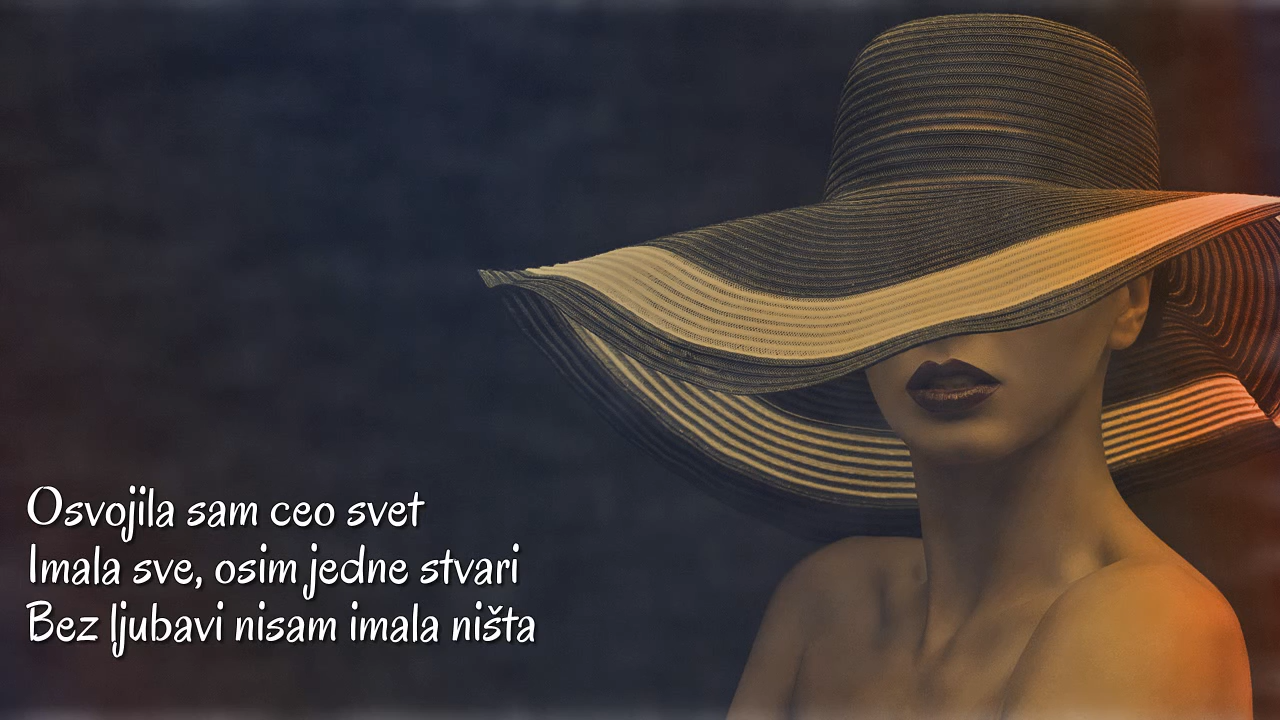 Osvojila sam ceo svet
Imala sve, osim jedne stvari
Bez ljubavi nisam imala ništa